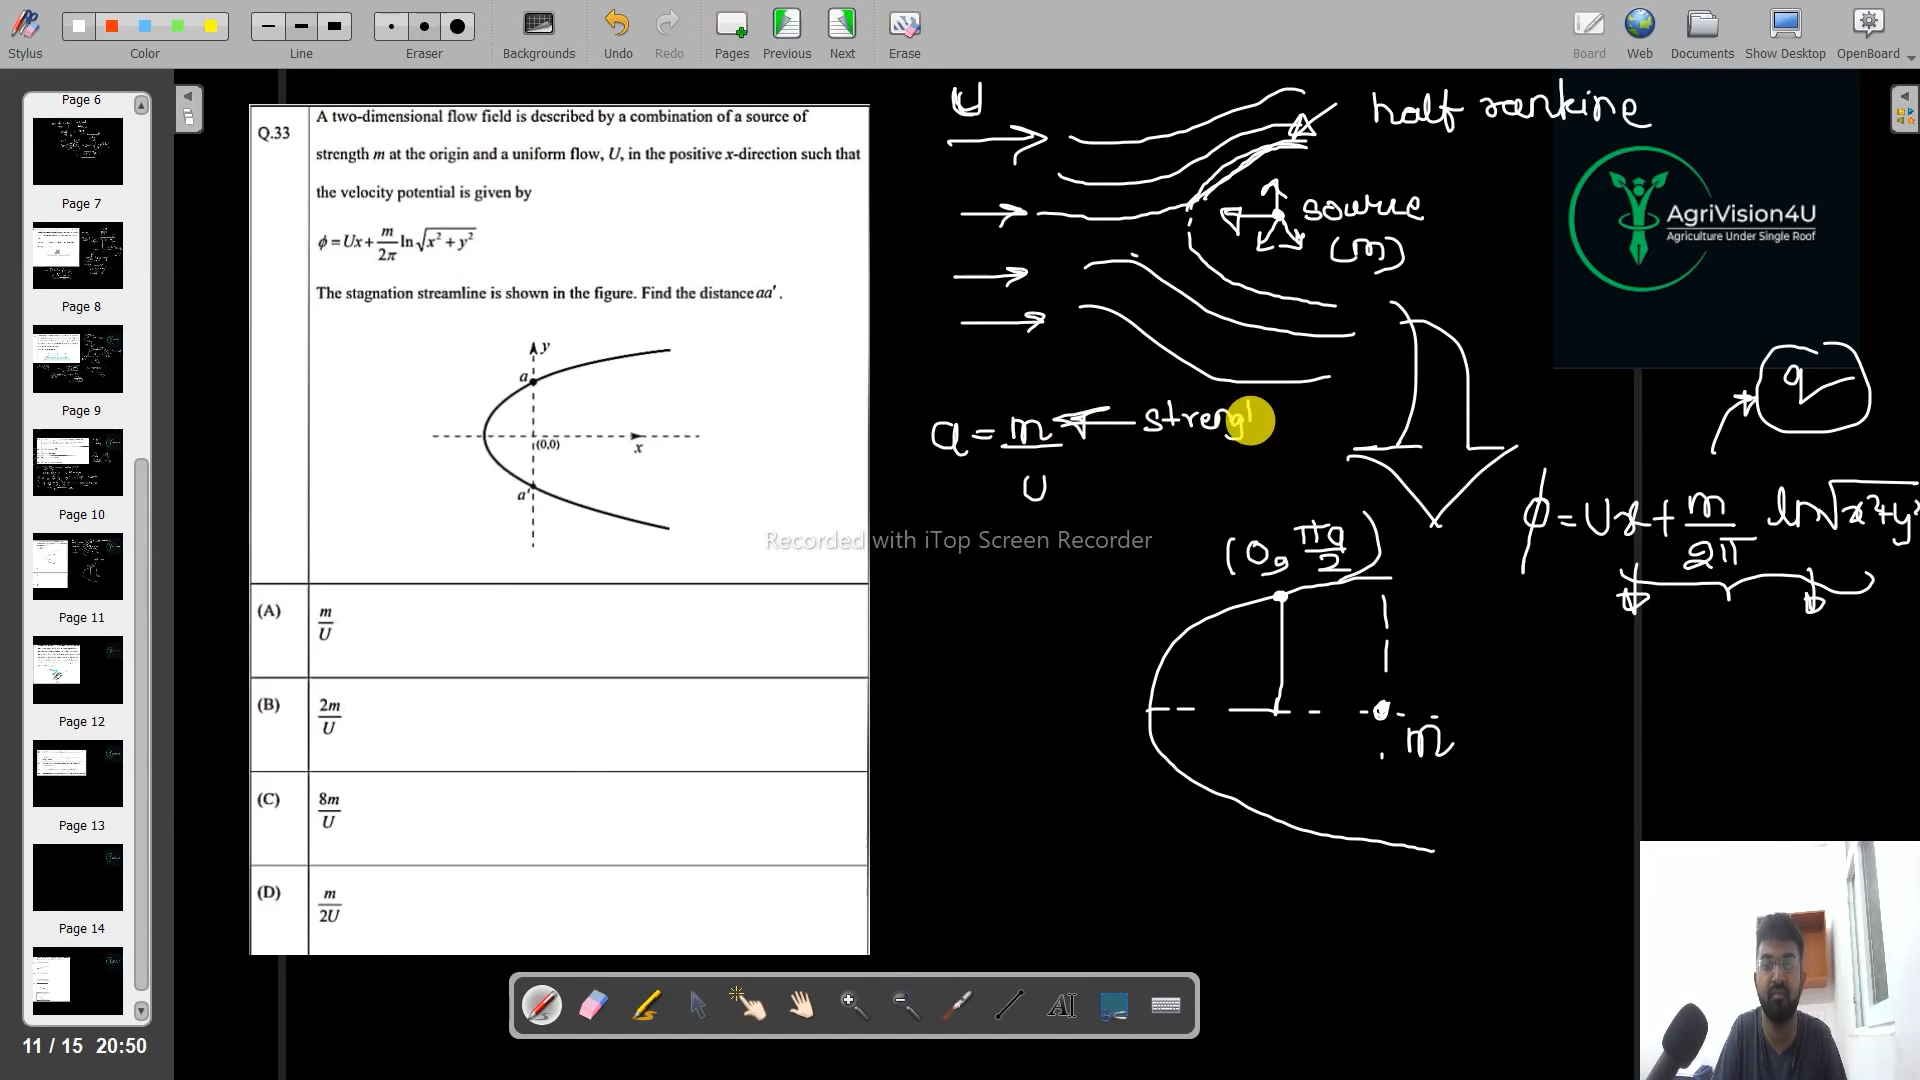 Stylus
Color
Line
Eraser
Backgrounds
Undo
Redo
Pages
Previous
Next
Erase
Board
Web
Documents
Show Desktop
OpenBoard
Page 6
Page 7
Page 8
Page 9
Page 10
Page 11
Page 12
Page 13
Page 14
11 / 15 20:50
Q.33
A two-dimensional flow field is described by a combination of a source of
strength m at the origin and a uniform flow, U, in the positive x-direction such that
the velocity potential is given by
ϕ = Ux + m/2π ln √(x² + y²)
The stagnation streamline is shown in the figure. Find the distance aa′ .
y
a
(0,0)
x
a′
(A) m/U
(B) 2m/U
(C) 8m/U
(D) m/2U
U
half rankine
source
(m)
a = m/U
strengt
(0, πa/2)
m
q
ϕ = Ux + m/2π ln √x²+y²
AgriVision4U
Agriculture Under Single Roof
Recorded with iTop Screen Recorder
AI